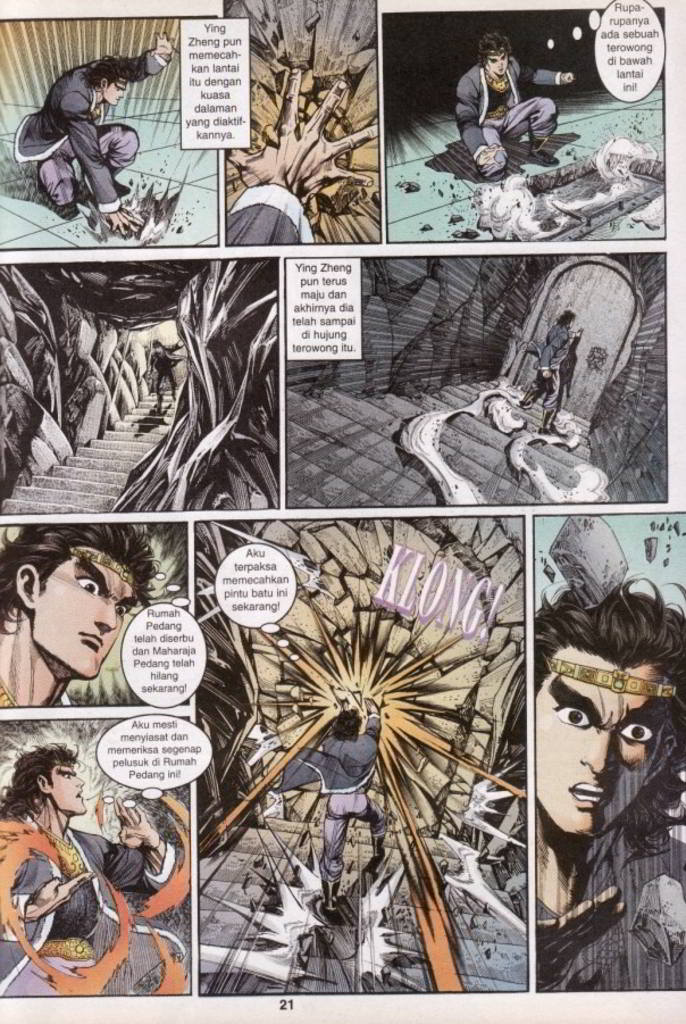 Ying
Zheng pun
memecah-
kan lantai
itu dengan
kuasa
dalaman
yang diaktif-
kannya.
Rupa-
rupanya
ada sebuah
terowong
di bawah
lantai
ini!
Ying Zheng
pun terus
maju dan
akhirnya dia
telah sampai
di hujung
terowong itu.
Rumah
Pedang
telah diserbu
dan Maharaja
Pedang telah
hilang
sekarang!
Aku mesti
menyiasat dan
memeriksa segenap
pelusuk di Rumah
Pedang ini!
Aku
terpaksa
memecahkan
pintu batu ini
sekarang!
KLONG!
21